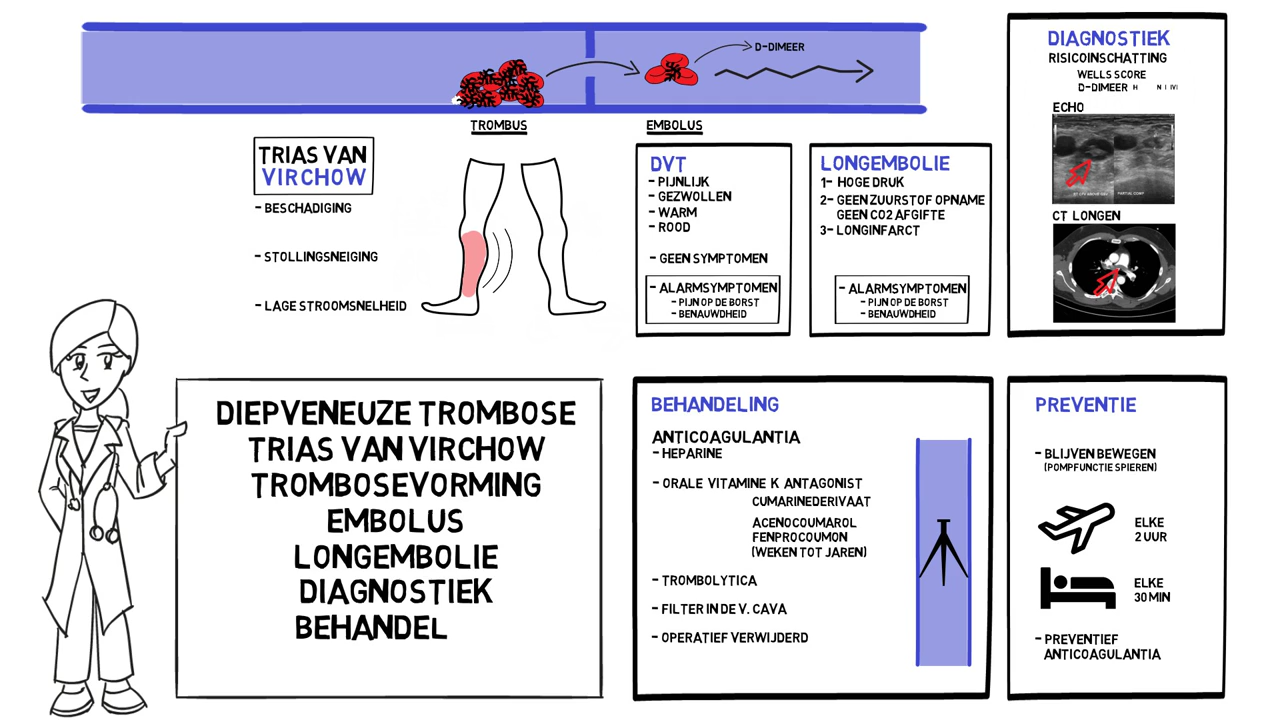 D-DIMEER
TROMBUS
EMBOLUS
TRIAS VAN
VIRCHOW
- BESCHADIGING
- STOLLINGSNEIGING
- LAGE STROOMSNELHEID
DVT
- PIJNLIJK
- GEZWOLLEN
- WARM
- ROOD
- GEEN SYMPTOMEN
- ALARMSYMPTOMEN
- PIJN OP DE BORST
- BENAUWDHEID
LONGEMBOLIE
1- HOGE DRUK
2- GEEN ZUURSTOF OPNAME
GEEN CO2 AFGIFTE
3- LONGINFARCT
- ALARMSYMPTOMEN
- PIJN OP DE BORST
- BENAUWDHEID
DIAGNOSTIEK
RISICOINSCHATTING
WELLS SCORE
D-DIMEER
ECHO
CT LONGEN
DIEPVENEUZE TROMBOSE
TRIAS VAN VIRCHOW
TROMBOSEVORMING
EMBOLUS
LONGEMBOLIE
DIAGNOSTIEK
BEHANDEL
BEHANDELING
ANTICOAGULANTIA
- HEPARINE
- ORALE VITAMINE K ANTAGONIST
CUMARINEDERIVAAT
ACENOCOUMAROL
FENPROCOUMON
(WEKEN TOT JAREN)
- TROMBOLYTICA
- FILTER IN DE V. CAVA
- OPERATIEF VERWIJDERD
PREVENTIE
- BLIJVEN BEWEGEN
(POMPFUNCTIE SPIEREN)
ELKE
2 UUR
ELKE
30 MIN
- PREVENTIEF
ANTICOAGULANTIA